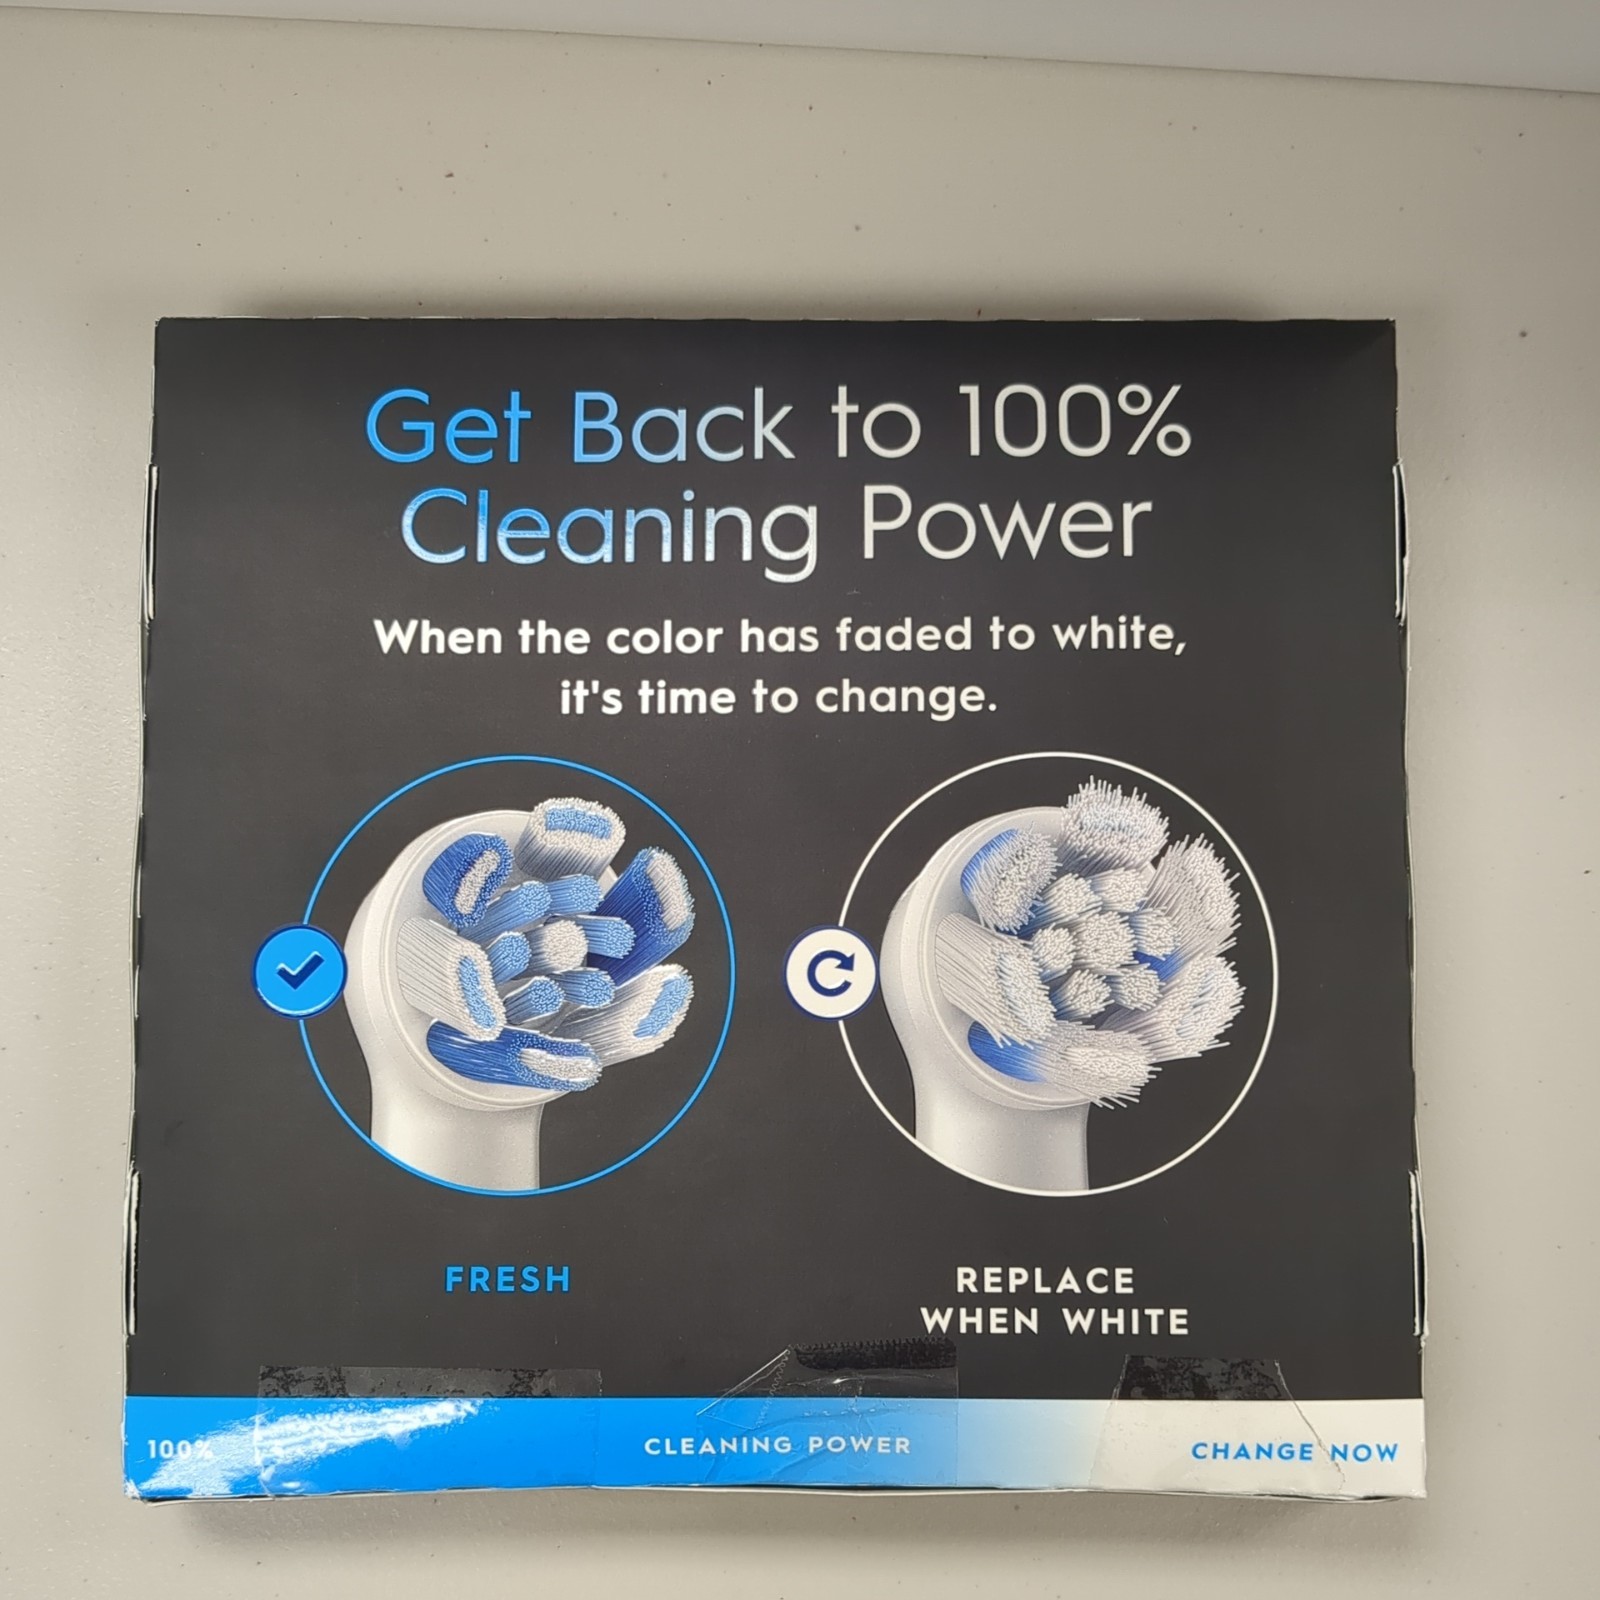 Get Back to 100%
Cleaning Power
When the color has faded to white,
it's time to change.
FRESH
REPLACE
WHEN WHITE
100%
CLEANING POWER
CHANGE NOW